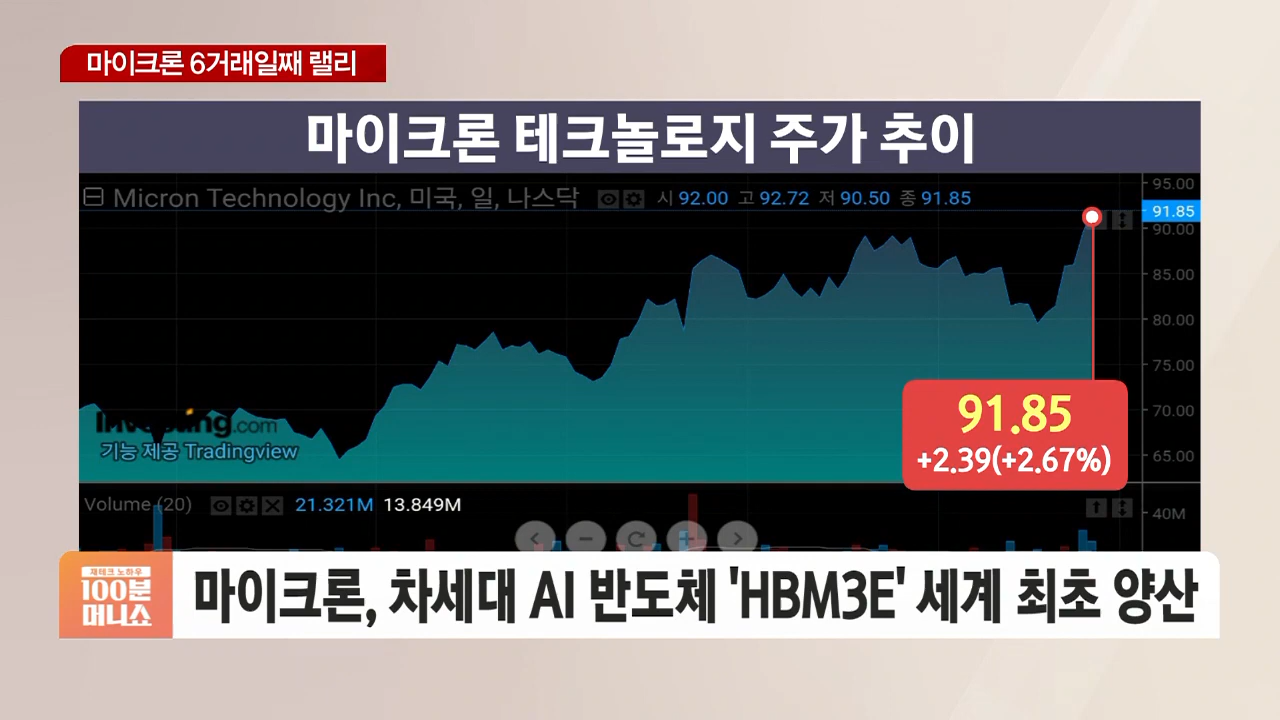 마이크론 6거래일째 랠리
마이크론 테크놀로지 주가 추이
Micron Technology Inc, 미국, 일, 나스닥 시 92.00 고 92.72 저 90.50 종 91.85
95.00
91.85
90.00
85.00
80.00
75.00
70.00
65.00
91.85
+2.39(+2.67%)
Investing.com
기능 제공 Tradingview
Volume (20) 21.321M 13.849M
40M
재테크 노하우
100분
머니쇼
마이크론, 차세대 AI 반도체 'HBM3E' 세계 최초 양산